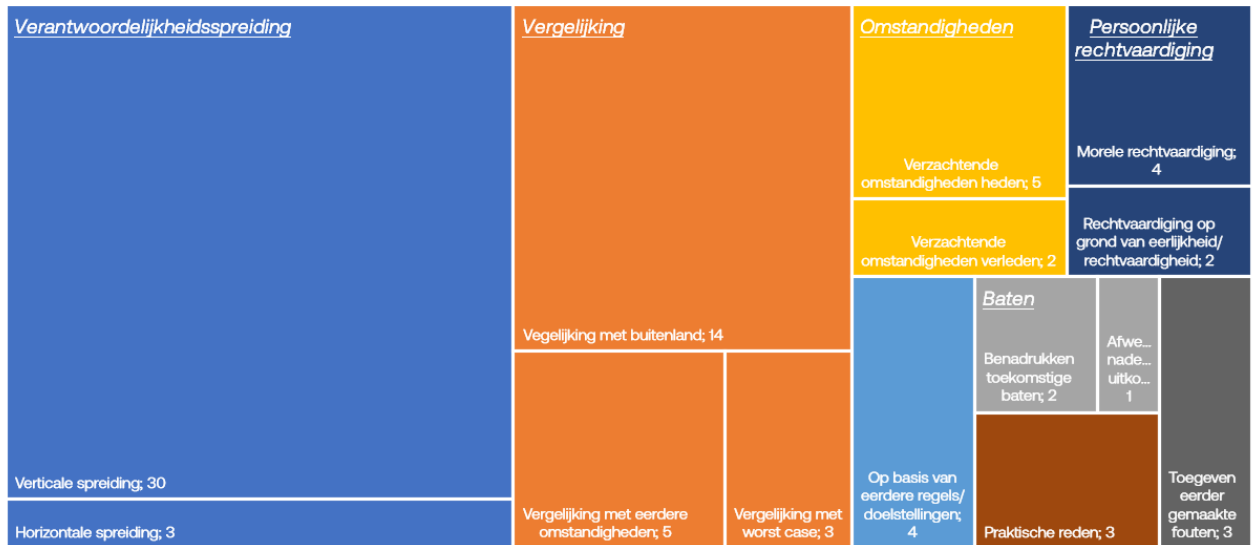 Verantwoordelijkheidsspreiding
Verticale spreiding; 30
Horizontale spreiding; 3
Vergelijking
Vegelijking met buitenland; 14
Vergelijking met eerdere
omstandigheden; 5
Vergelijking met
worst case; 3
Omstandigheden
Verzachtende
omstandigheden heden; 5
Verzachtende
omstandigheden verleden; 2
Persoonlijke
rechtvaardiging
Morele rechtvaardiging;
4
Rechtvaardiging op
grond van eerlijkheid/
rechtvaardigheid; 2
Op basis van
eerdere regels/
doelstellingen;
4
Baten
Benadrukken
toekomstige
baten; 2
Afwe...
nade...
uitko...
1
Praktische reden; 3
Toegeven
eerder
gemaakte
fouten; 3